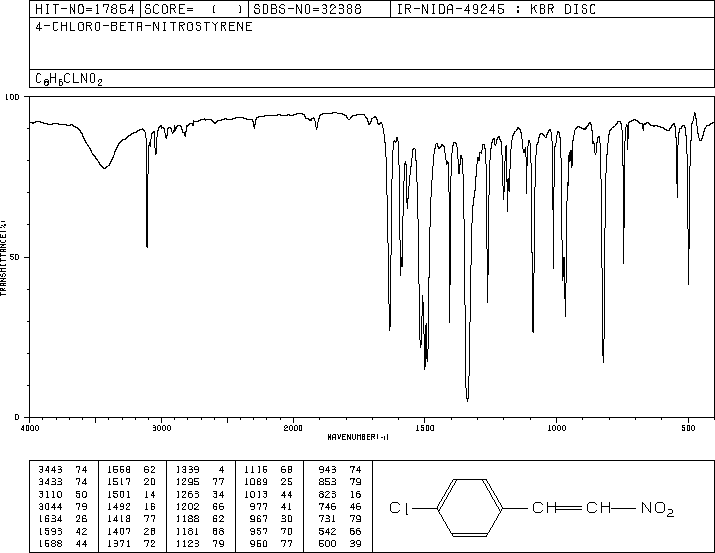 HIT-NO=17854 SCORE= ( ) SDBS-NO=32388 IR-NIDA-49245 : KBR DISC
4-CHLORO-BETA-NITROSTYRENE
C8H6CLNO2
100
50
0
TRANSMITTANCE(%)
4000 3000 2000 1500 1000 500
WAVENUMBER(-1)
3443 74 1568 62 1339 4 1115 68 943 74
3433 74 1517 20 1295 77 1089 25 853 79
3110 50 1501 14 1263 34 1013 44 823 16
3044 79 1492 16 1202 66 977 41 746 46
1634 26 1418 77 1188 62 967 30 731 79
1593 42 1407 28 1181 68 957 70 542 66
1588 44 1371 72 1123 79 950 77 500 39
Cl CH CH NO2